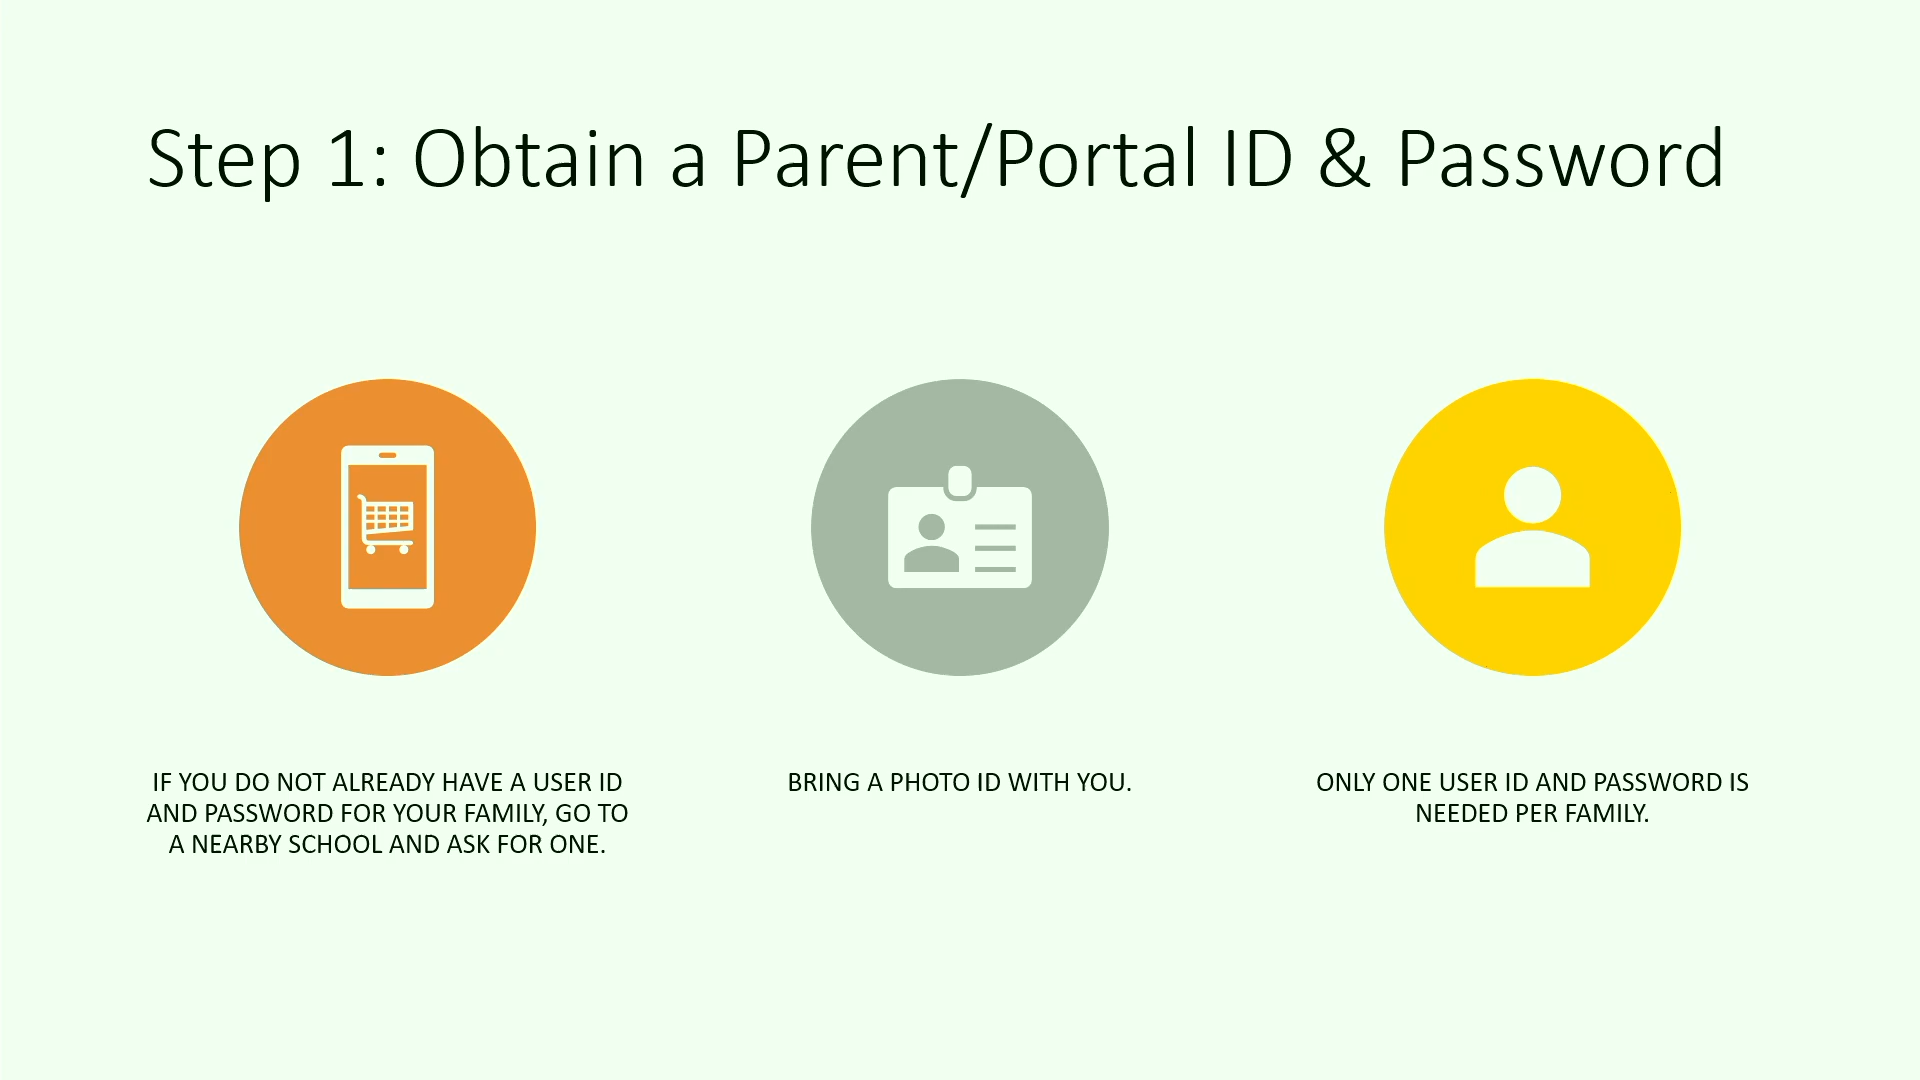 Step 1: Obtain a Parent/Portal ID & Password
IF YOU DO NOT ALREADY HAVE A USER ID
AND PASSWORD FOR YOUR FAMILY, GO TO
A NEARBY SCHOOL AND ASK FOR ONE.
BRING A PHOTO ID WITH YOU.
ONLY ONE USER ID AND PASSWORD IS
NEEDED PER FAMILY.